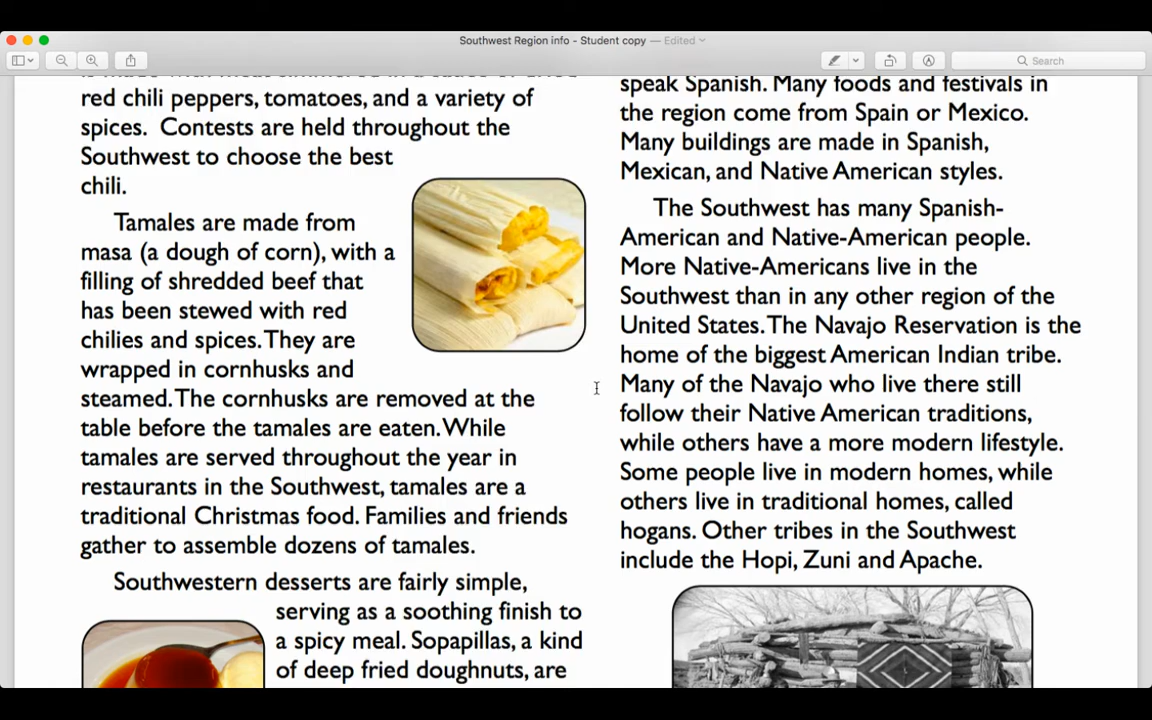 Southwest Region info - Student copy — Edited
Search
red chili peppers, tomatoes, and a variety of
spices. Contests are held throughout the
Southwest to choose the best
chili.
Tamales are made from
masa (a dough of corn), with a
filling of shredded beef that
has been stewed with red
chilies and spices. They are
wrapped in cornhusks and
steamed. The cornhusks are removed at the
table before the tamales are eaten. While
tamales are served throughout the year in
restaurants in the Southwest, tamales are a
traditional Christmas food. Families and friends
gather to assemble dozens of tamales.
Southwestern desserts are fairly simple,
serving as a soothing finish to
a spicy meal. Sopapillas, a kind
of deep fried doughnuts, are
speak Spanish. Many foods and festivals in
the region come from Spain or Mexico.
Many buildings are made in Spanish,
Mexican, and Native American styles.
The Southwest has many Spanish-
American and Native-American people.
More Native-Americans live in the
Southwest than in any other region of the
United States. The Navajo Reservation is the
home of the biggest American Indian tribe.
Many of the Navajo who live there still
follow their Native American traditions,
while others have a more modern lifestyle.
Some people live in modern homes, while
others live in traditional homes, called
hogans. Other tribes in the Southwest
include the Hopi, Zuni and Apache.